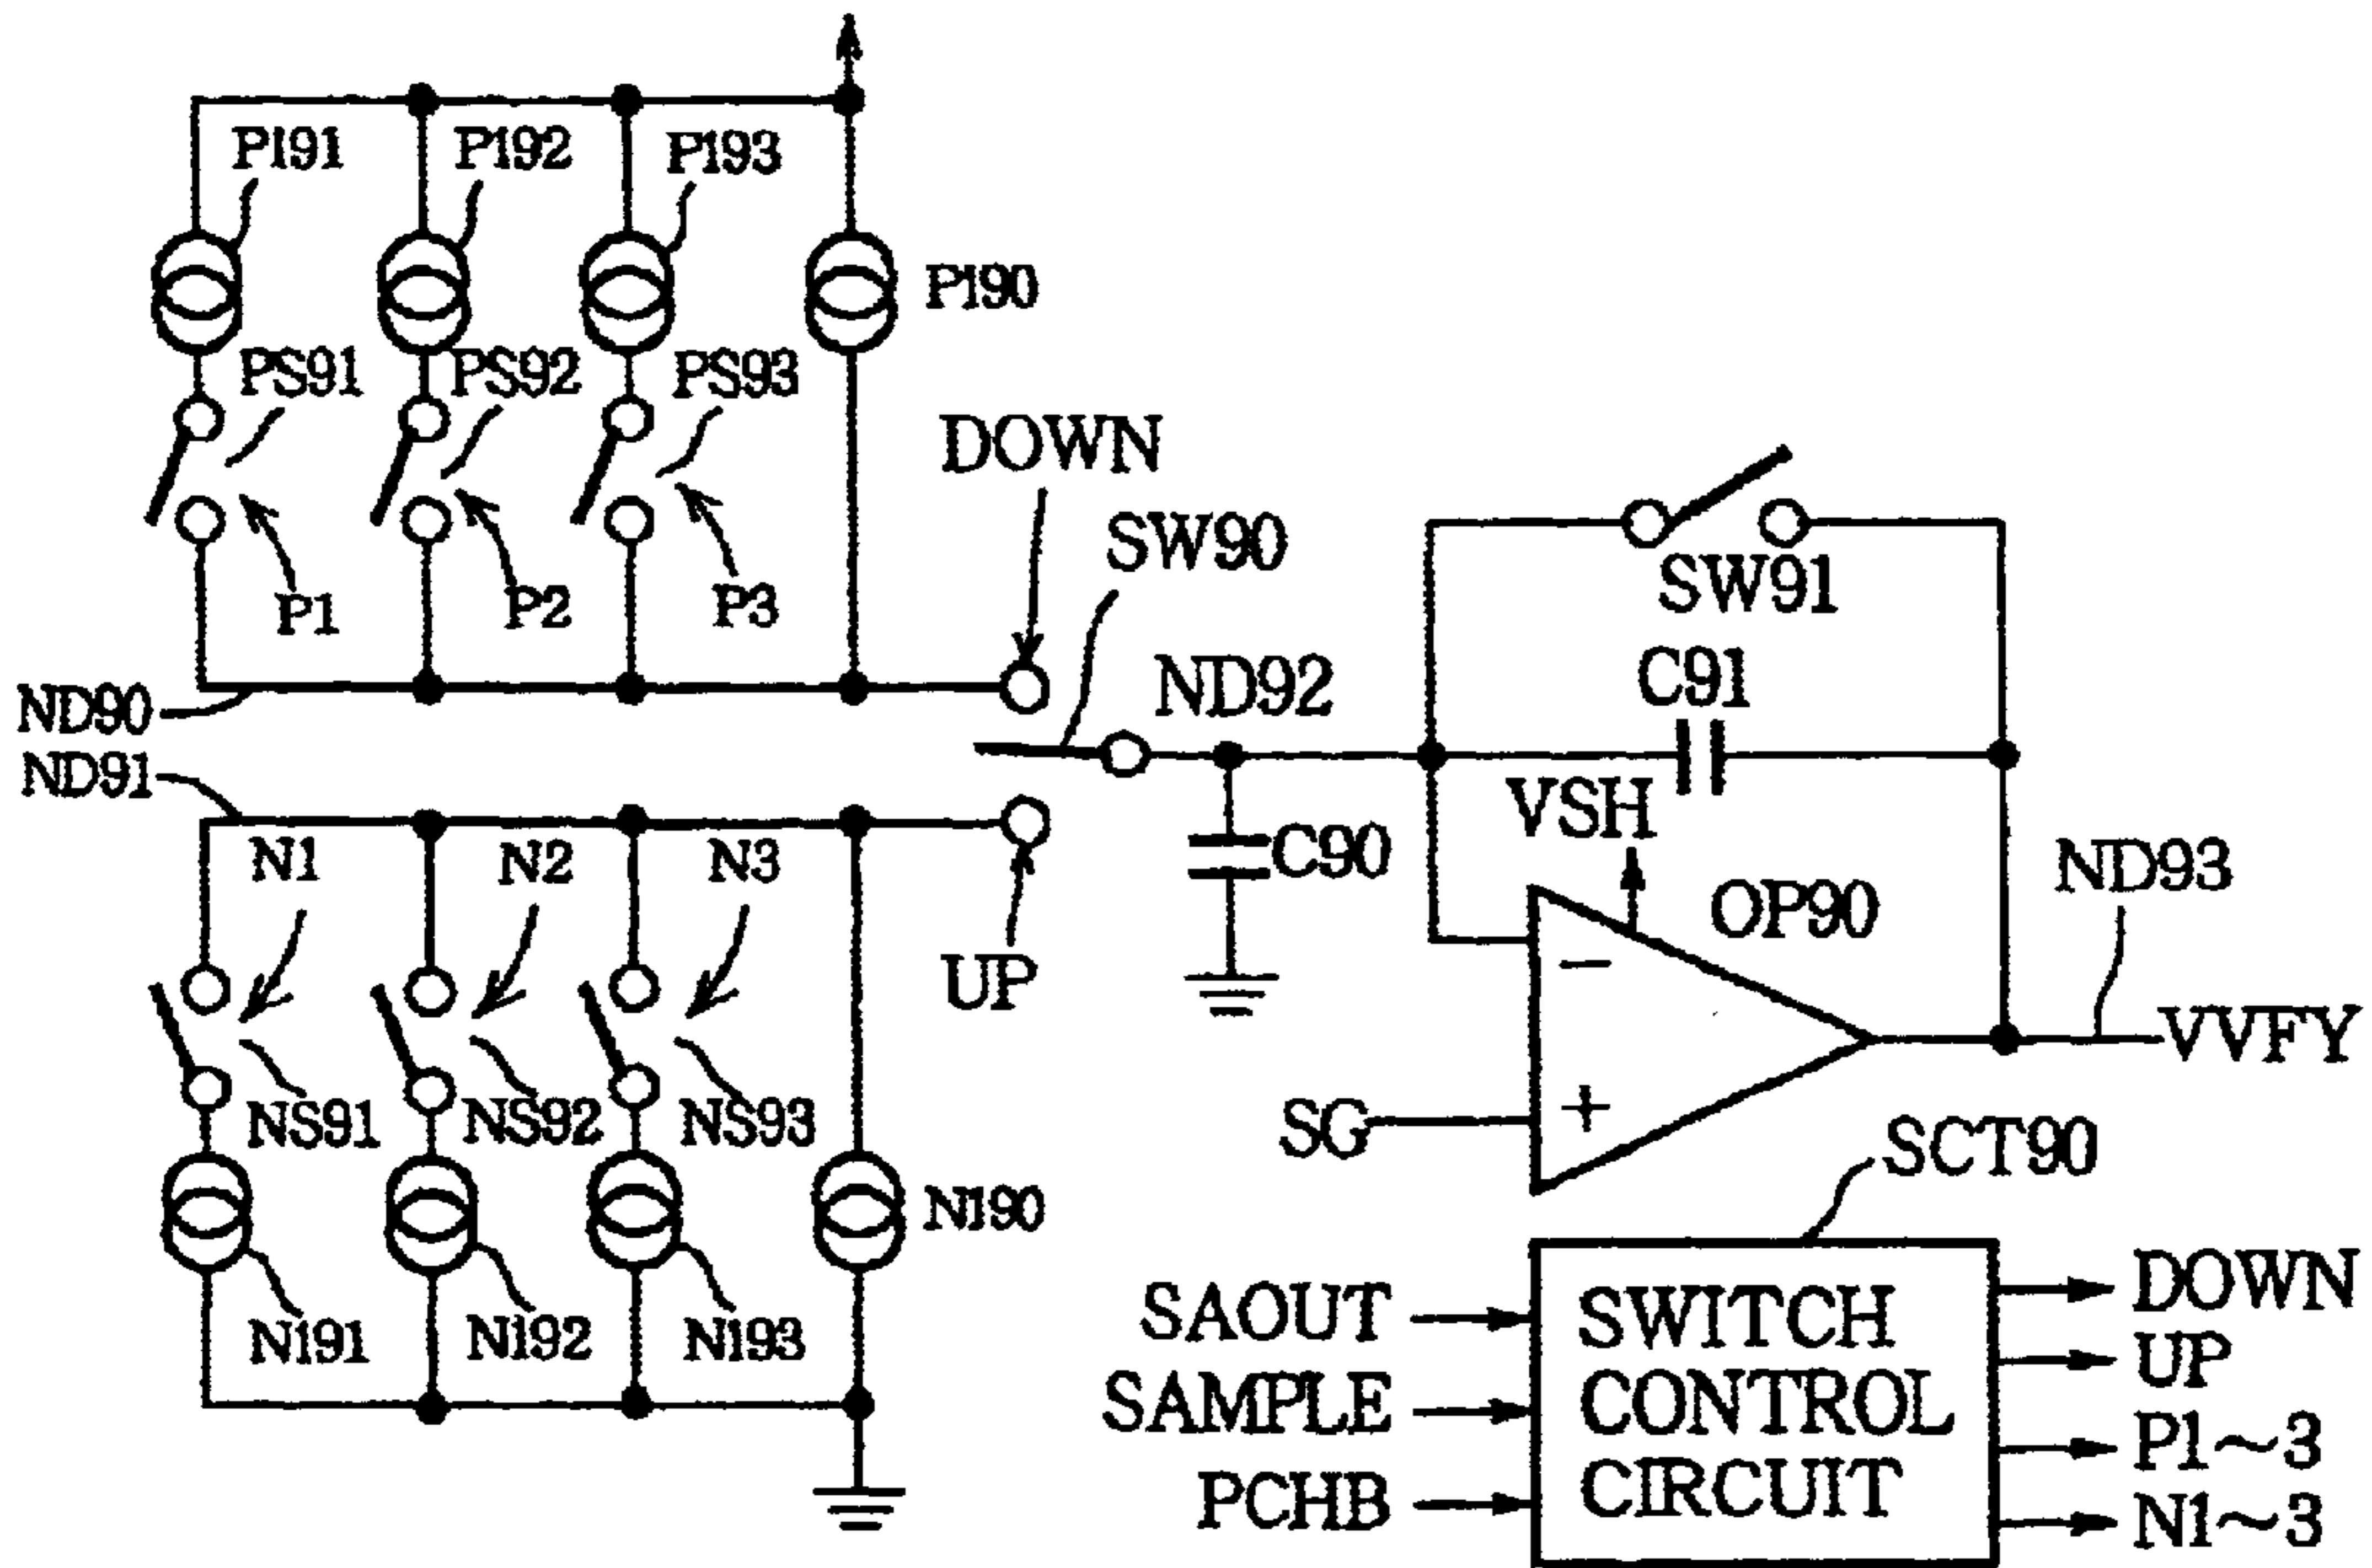 PI91
PI92
PI93
PI90
PS91
PS92
PS93
DOWN
SW90
SW91
P1
P2
P3
ND92
C91
ND90
ND91
VSH
N1
N2
N3
C90
ND93
OP90
UP
−
VVFY
NS91
NS92
NS93
SG
+
SCT90
NI90
SAOUT
SWITCH
DOWN
NI91
NI92
NI93
UP
SAMPLE
CONTROL
P1~3
PCHB
CIRCUIT
N1~3